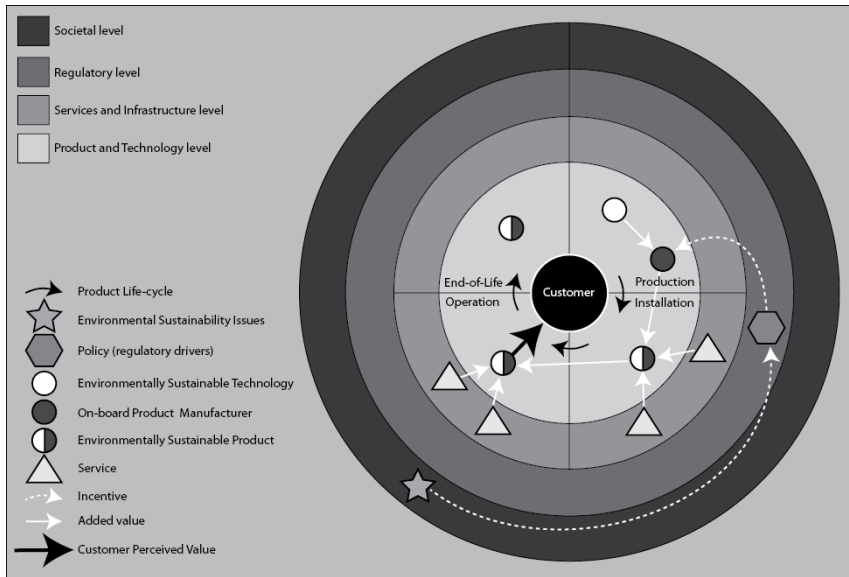 Societal level
Regulatory level
Services and Infrastructure level
Product and Technology level
End-of-Life
Operation
Customer
Production
Installation
Product Life-cycle
Environmental Sustainability Issues
Policy (regulatory drivers)
Environmentally Sustainable Technology
On-board Product Manufacturer
Environmentally Sustainable Product
Service
Incentive
Added value
Customer Perceived Value